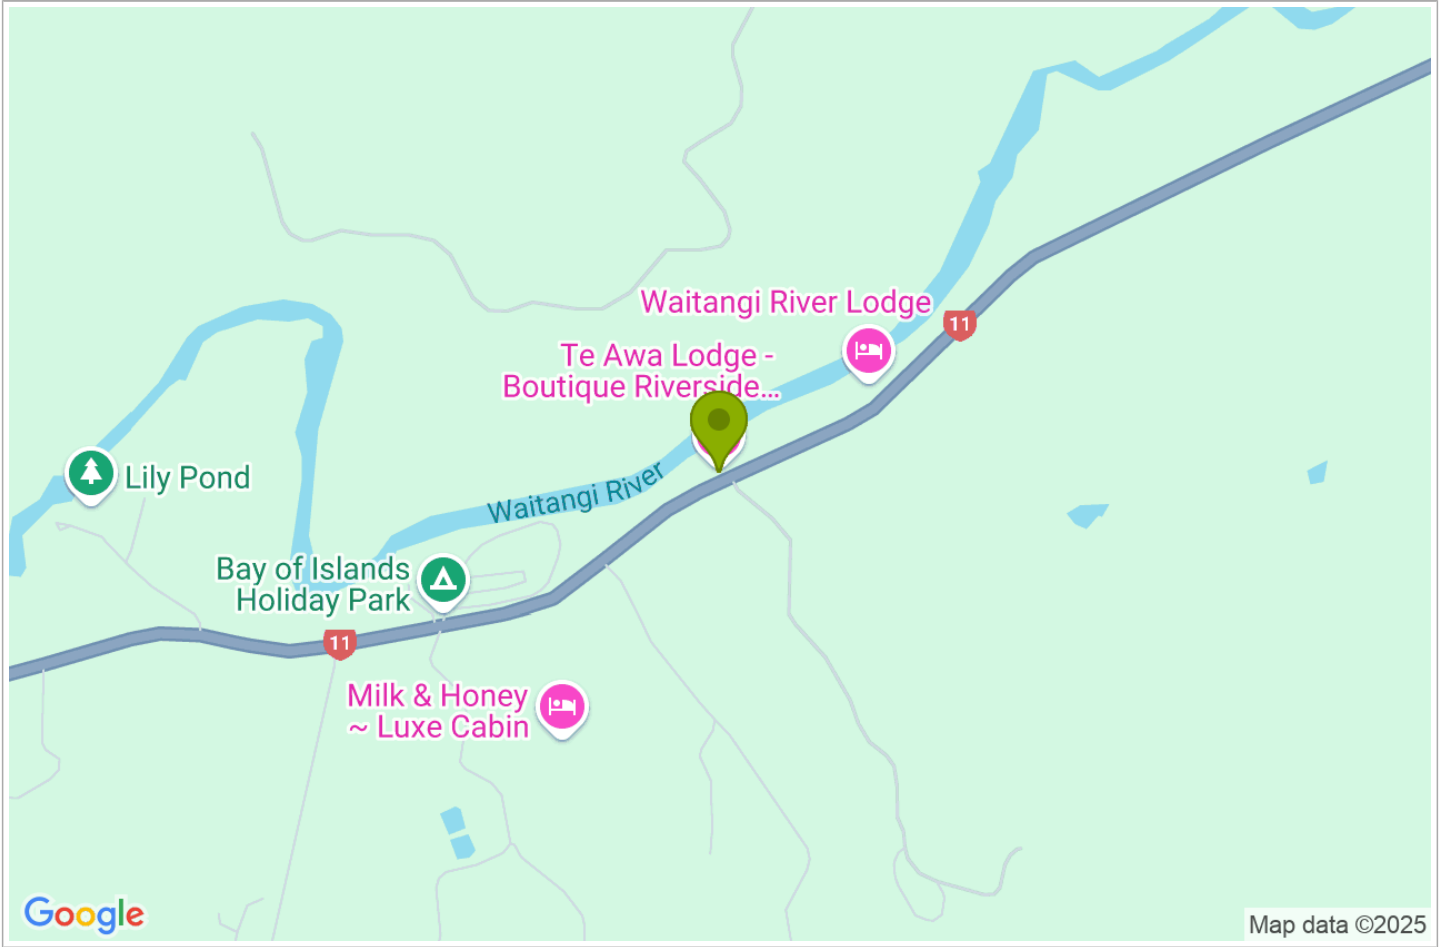 Waitangi River Lodge
11
Te Awa Lodge -
Boutique Riverside...
Lily Pond
Waitangi River
Bay of Islands
Holiday Park
11
Milk & Honey
~ Luxe Cabin
Google
Map data ©2025